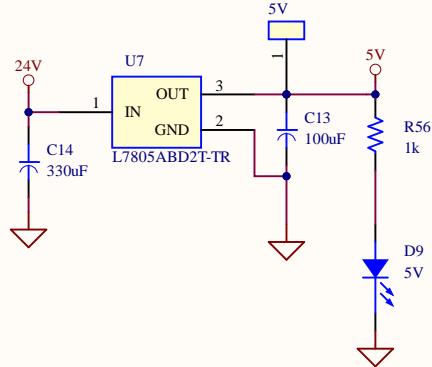 5V
U7
24V
5V
1
1
IN
OUT
3
GND
2
C13
100uF
R56
1k
L7805ABD2T-TR
C14
330uF
D9
5V